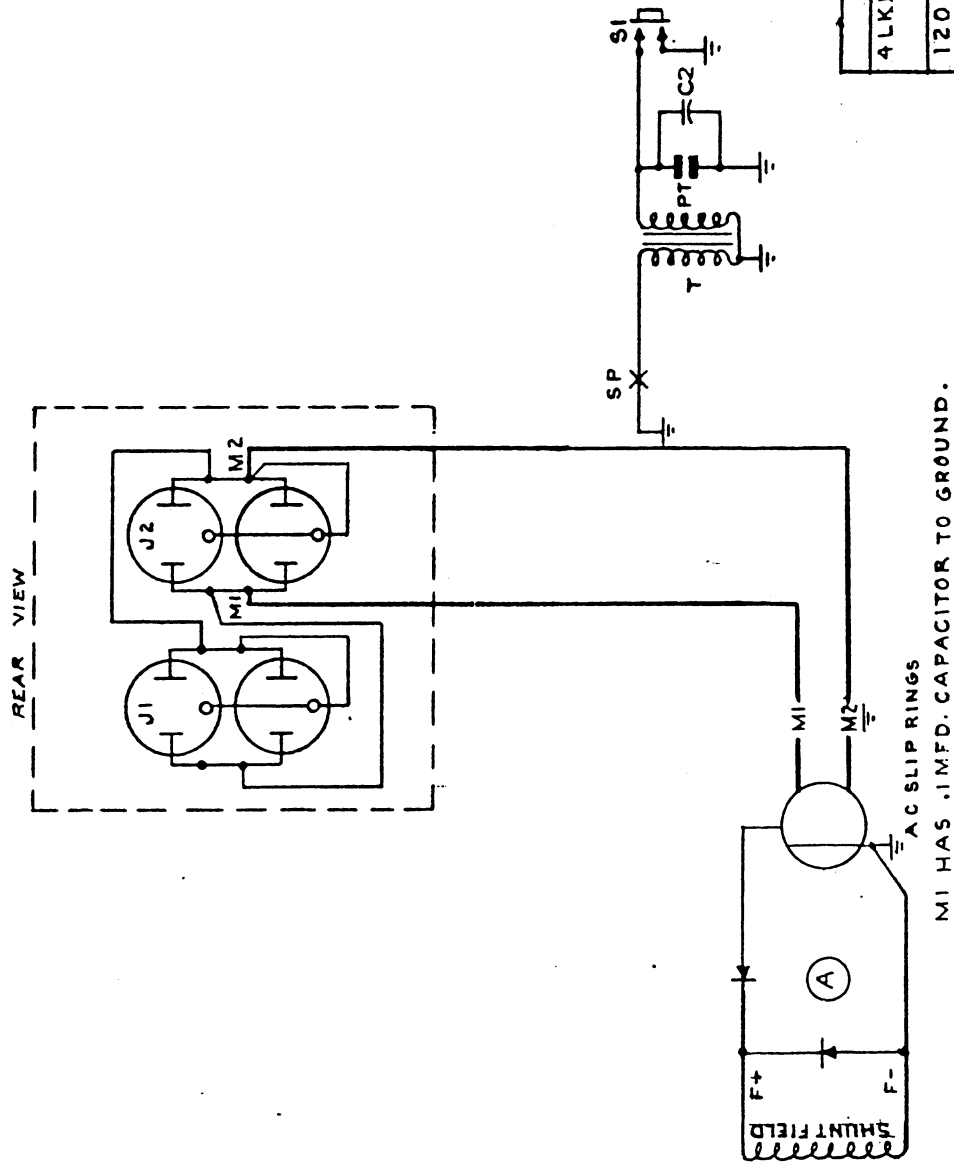 REAR VIEW
J1
J2
M1
M2
S1
C2
PT
T
SP
4LK
120
M1
M2
AC SLIP RINGS
M1 HAS .1MFD. CAPACITOR TO GROUND.
A
F+
F-
SHUNT FIELD